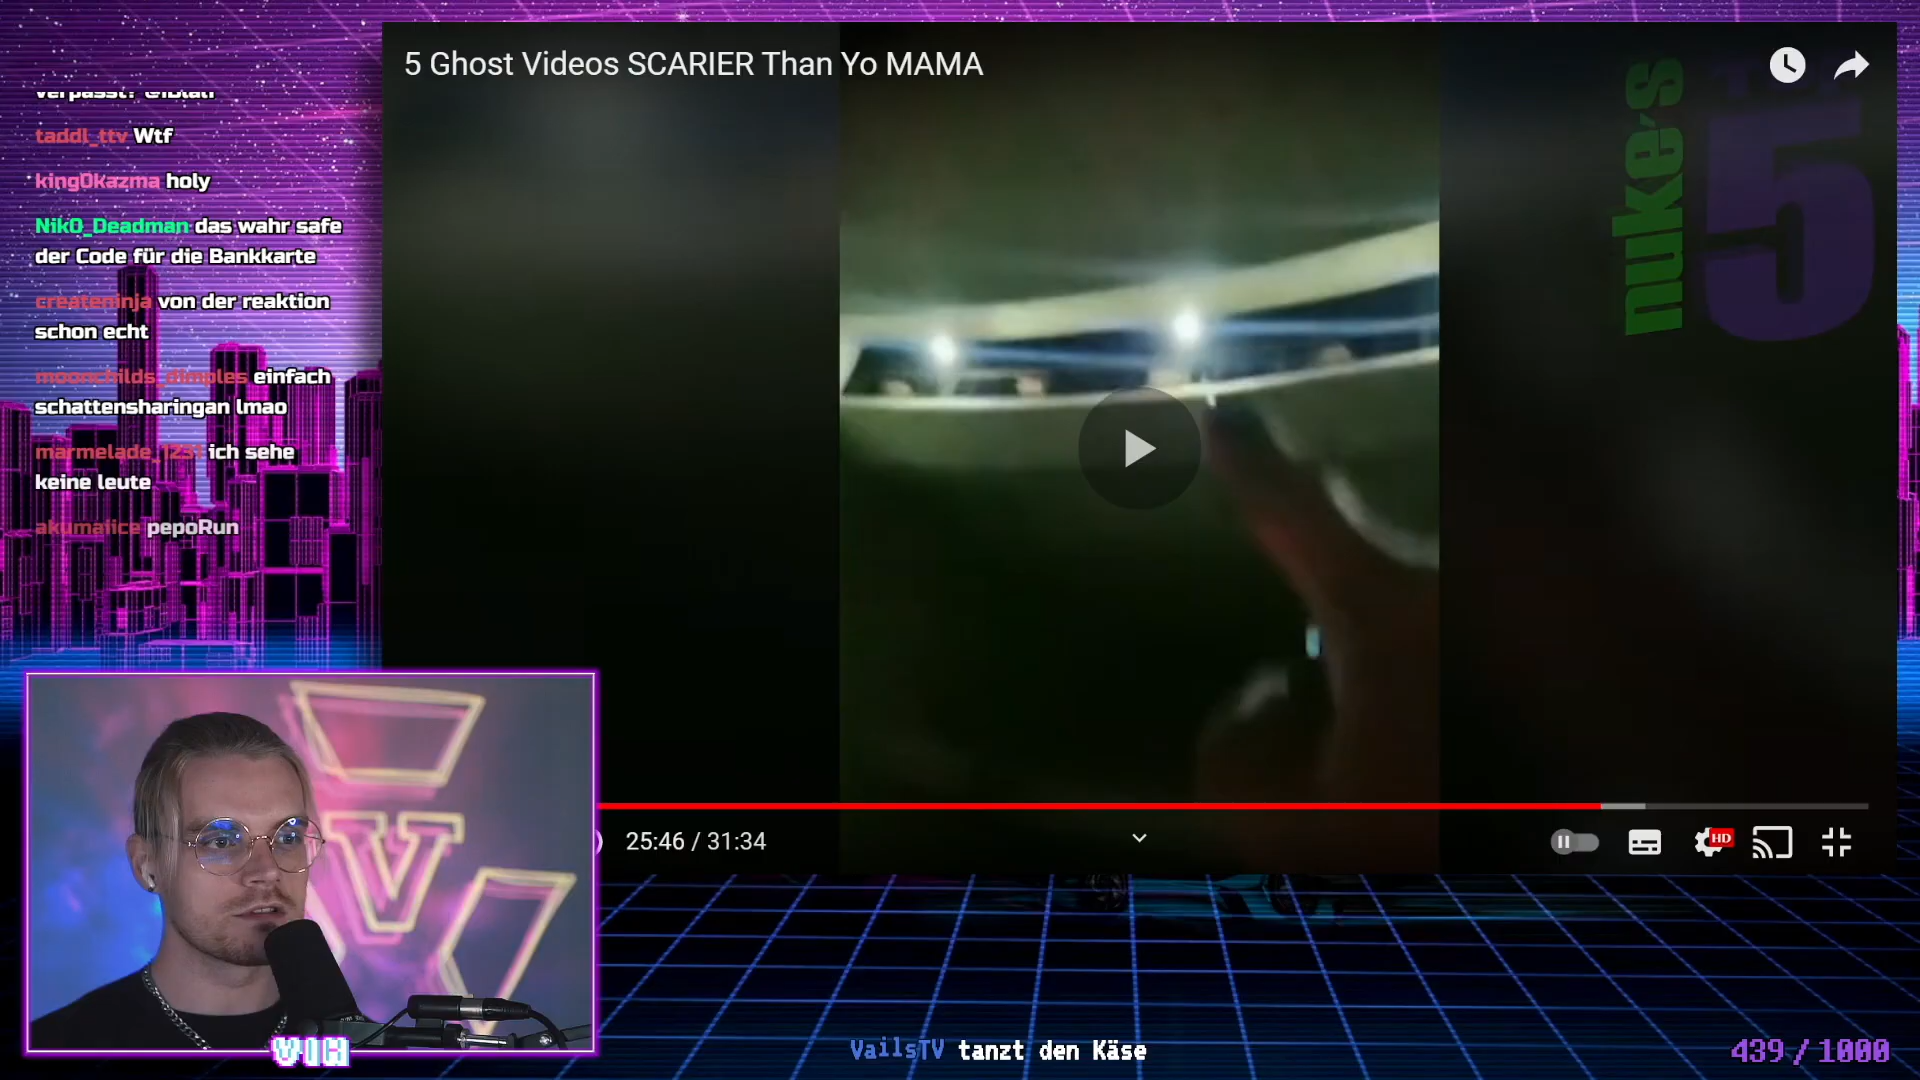 5 Ghost Videos SCARIER Than Yo MAMA
nuke's
5
verpasst?
taddl_ttv Wtf
king0kazma holy
Nik0_Deadman das wahr safe
der Code für die Bankkarte
createninja von der reaktion
schon echt
moonchilds_dimples einfach
schattensharingan lmao
marmelade_1231 ich sehe
keine leute
akumaiice pepoRun
25:46 / 31:34
HD
V
VIH
VailsTV tanzt den Käse
439 / 1000